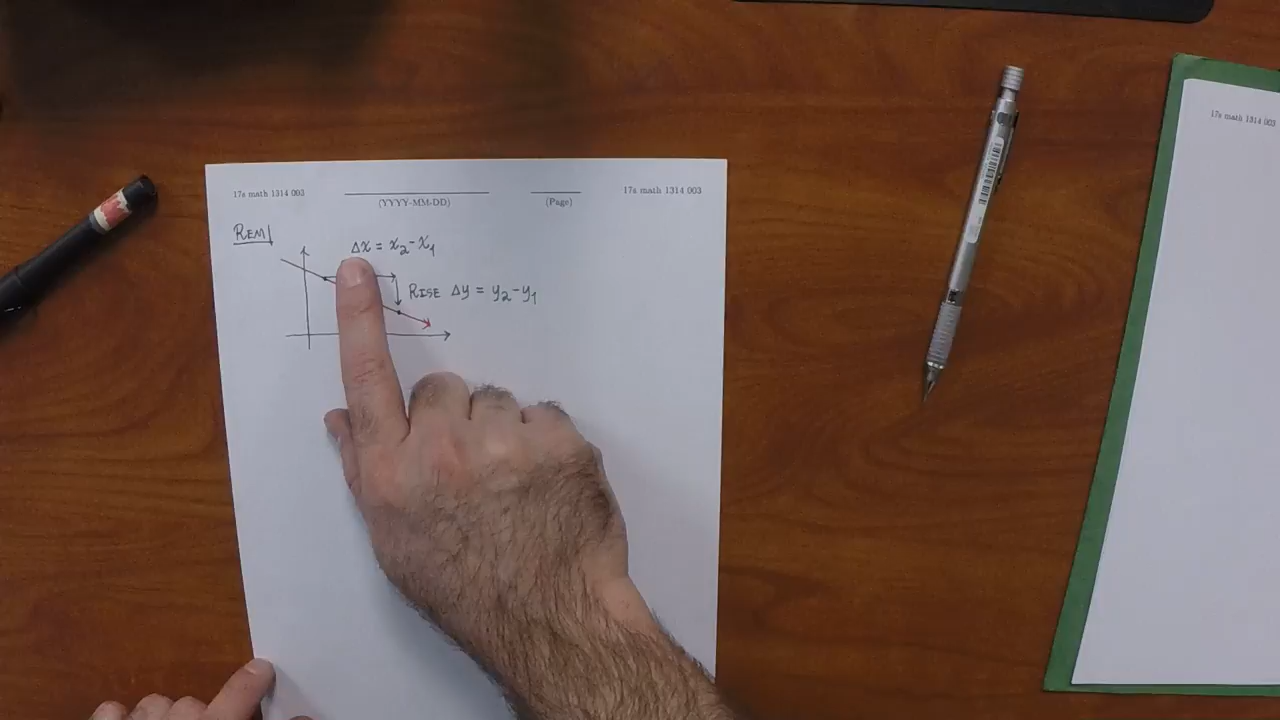 17s math 1314 003
(YYYY-MM-DD)
(Page)
17s math 1314 003
REM
Δx = x₂-x₁
RISE Δy = y₂-y₁
17s math 1314 003